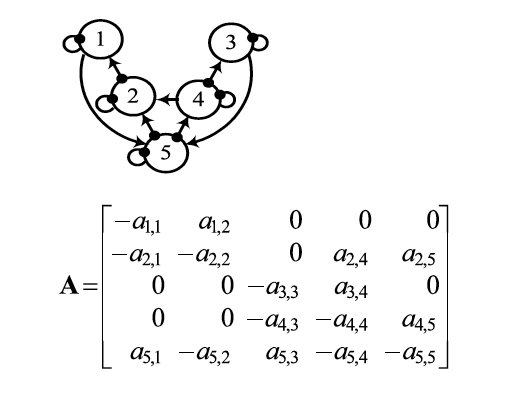 1 3
2 4
5
A = [ -a1,1 a1,2 0 0 0
-a2,1 -a2,2 0 a2,4 a2,5
0 0 -a3,3 a3,4 0
0 0 -a4,3 -a4,4 a4,5
a5,1 -a5,2 a5,3 -a5,4 -a5,5 ]